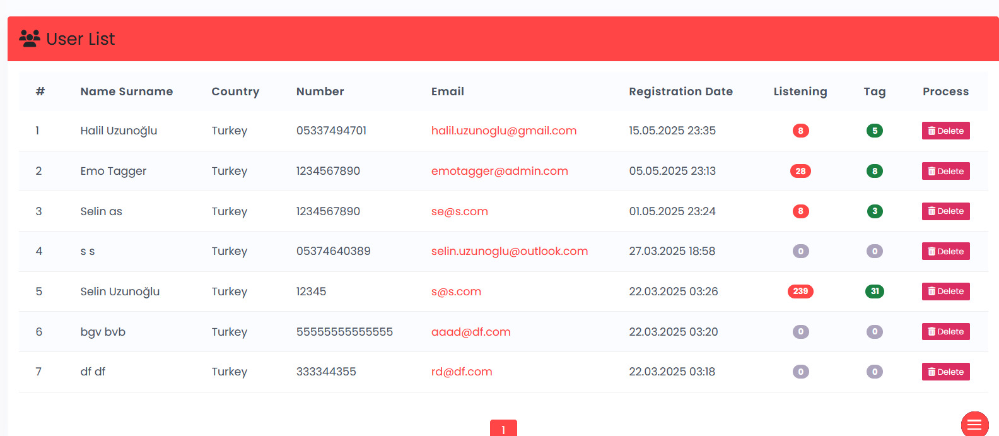 User List
# Name Surname Country Number Email Registration Date Listening Tag Process
1 Halil Uzunoğlu Turkey 05337494701 halil.uzunoglu@gmail.com 15.05.2025 23:35 8 5 Delete
2 Emo Tagger Turkey 1234567890 emotagger@admin.com 05.05.2025 23:13 28 8 Delete
3 Selin as Turkey 1234567890 se@s.com 01.05.2025 23:24 8 3 Delete
4 s s Turkey 05374640389 selin.uzunoglu@outlook.com 27.03.2025 18:58 0 0 Delete
5 Selin Uzunoğlu Turkey 12345 s@s.com 22.03.2025 03:26 239 31 Delete
6 bgv bvb Turkey 55555555555555 aaad@df.com 22.03.2025 03:20 0 0 Delete
7 df df Turkey 333344355 rd@df.com 22.03.2025 03:18 0 0 Delete
1